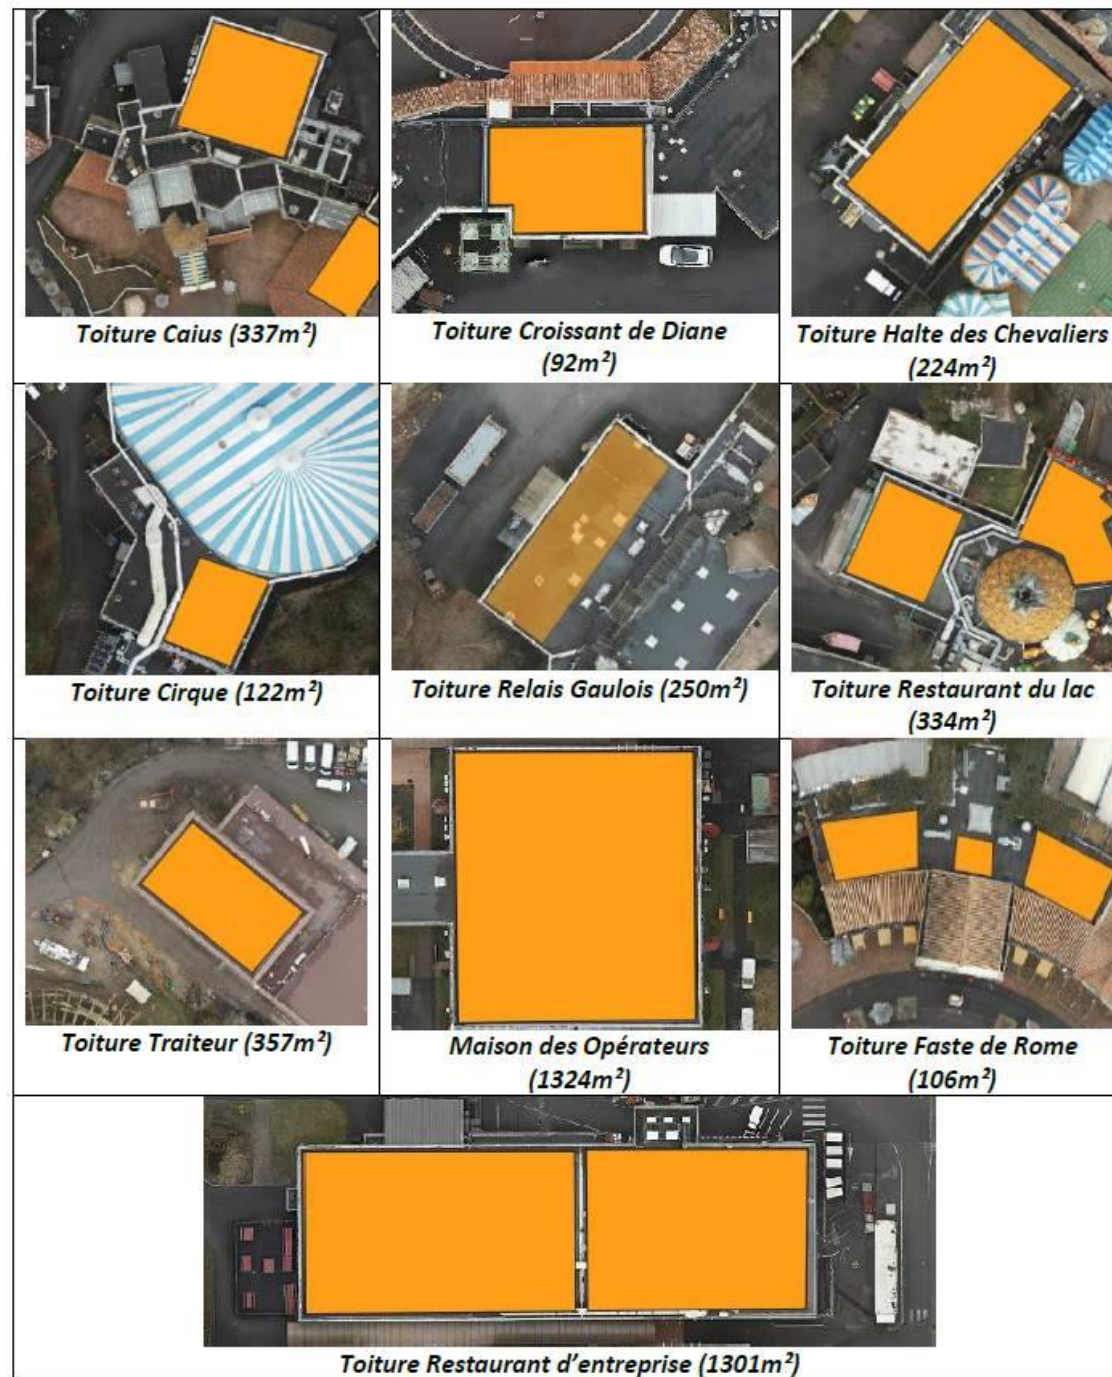 Toiture Caius (337m²)
Toiture Croissant de Diane
(92m²)
Toiture Halte des Chevaliers
(224m²)
Toiture Cirque (122m²)
Toiture Relais Gaulois (250m²)
Toiture Restaurant du lac
(334m²)
Toiture Traiteur (357m²)
Maison des Opérateurs
(1324m²)
Toiture Faste de Rome
(106m²)
Toiture Restaurant d’entreprise (1301m²)